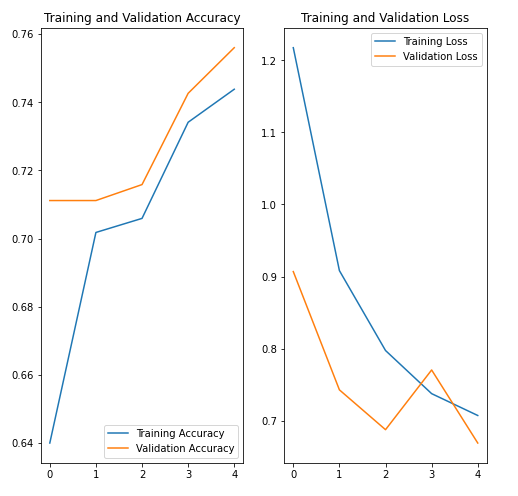 Training and Validation Accuracy
0.76
0.74
0.72
0.70
0.68
0.66
0.64
0 1 2 3 4
Training Accuracy
Validation Accuracy
Training and Validation Loss
1.2
1.1
1.0
0.9
0.8
0.7
0 1 2 3 4
Training Loss
Validation Loss